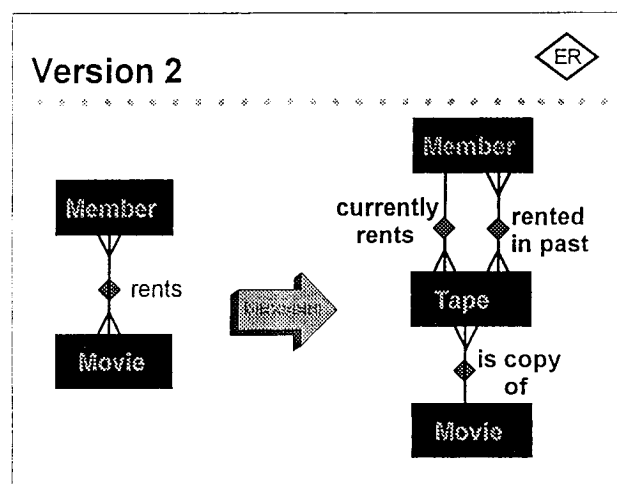 Version 2
ER
Member
rents
Movie
Member
currently
rents
rented
in past
Tape
is copy
of
Movie